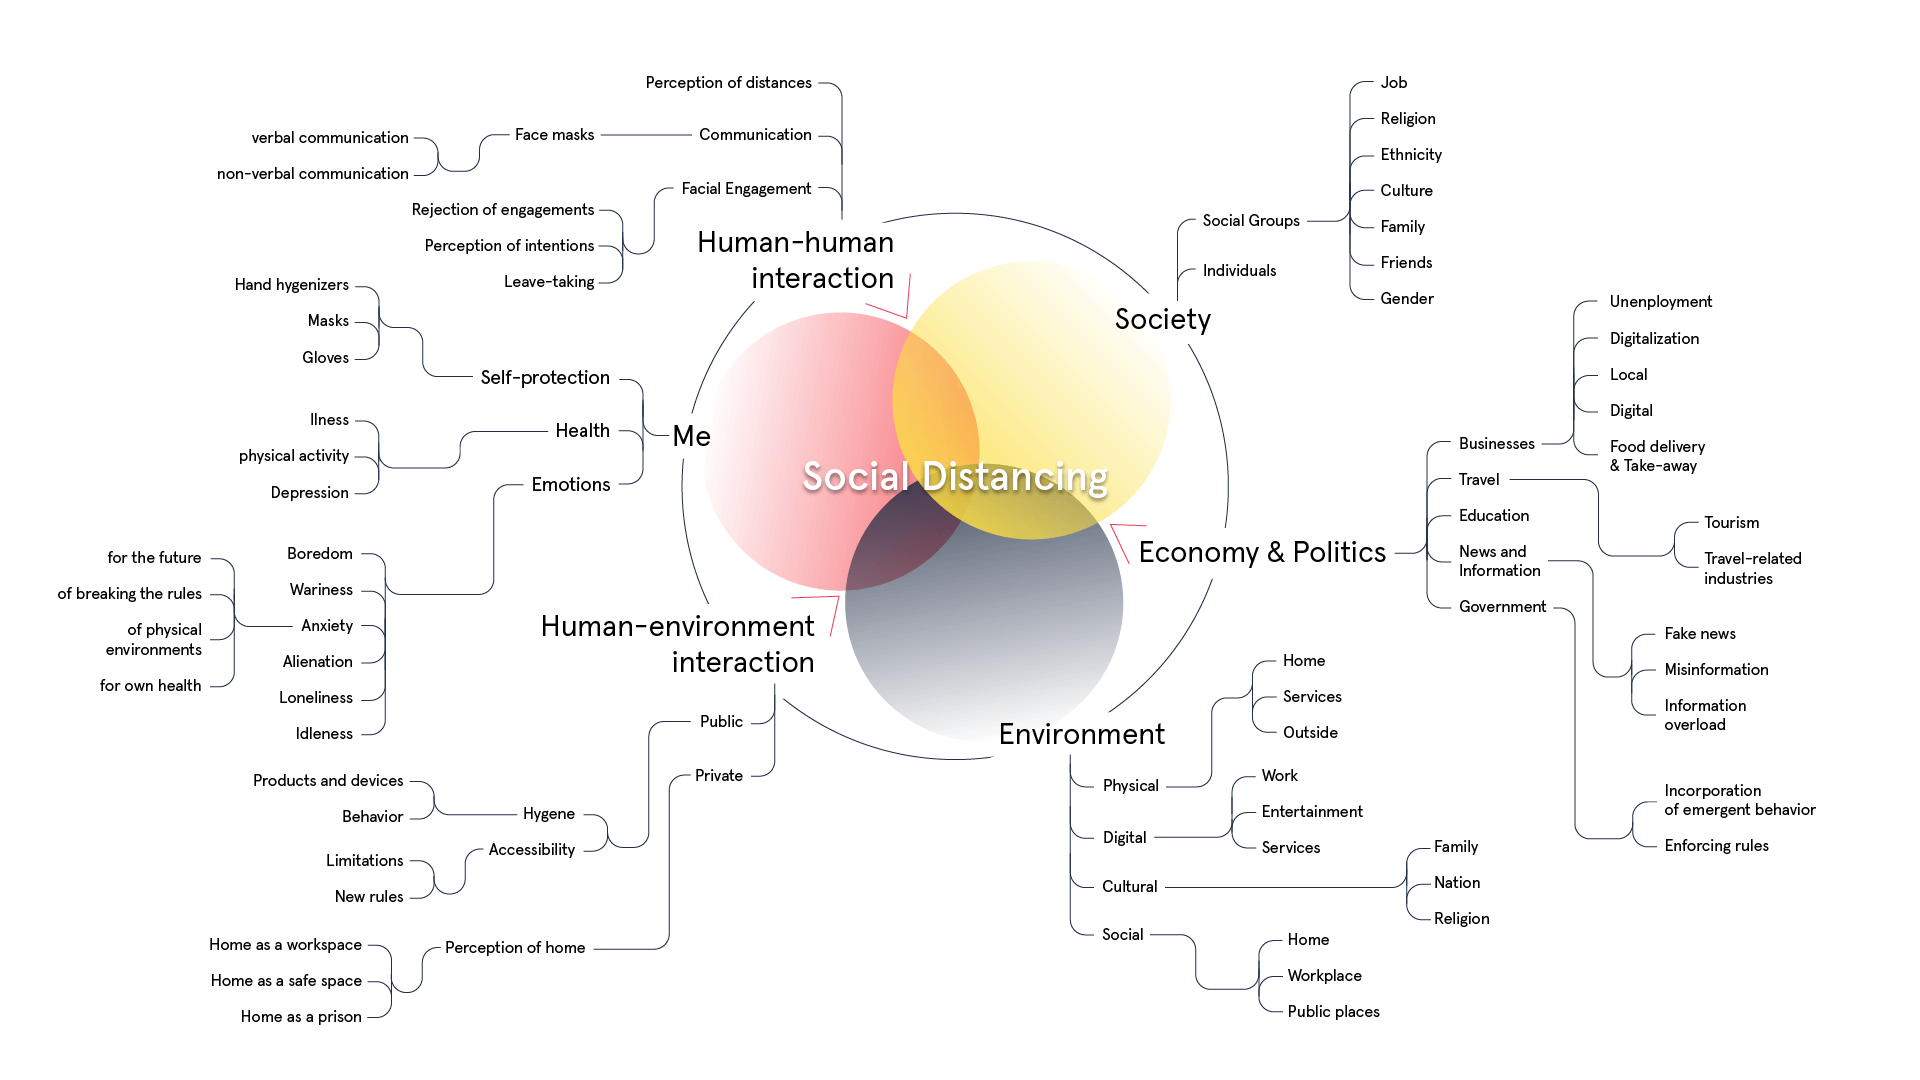 Social Distancing
Human-human
interaction
Perception of distances
Communication
Face masks
verbal communication
non-verbal communication
Facial Engagement
Rejection of engagements
Perception of intentions
Leave-taking
Me
Self-protection
Hand hygenizers
Masks
Gloves
Health
Ilness
physical activity
Depression
Emotions
Boredom
Wariness
Anxiety
for the future
of breaking the rules
of physical
environments
for own health
Alienation
Loneliness
Idleness
Human-environment
interaction
Public
Hygene
Products and devices
Behavior
Accessibility
Limitations
New rules
Private
Perception of home
Home as a workspace
Home as a safe space
Home as a prison
Society
Social Groups
Job
Religion
Ethnicity
Culture
Family
Friends
Gender
Individuals
Economy & Politics
Businesses
Unenployment
Digitalization
Local
Digital
Food delivery
& Take-away
Travel
Tourism
Travel-related
industries
Education
News and
Information
Fake news
Misinformation
Information
overload
Government
Incorporation
of emergent behavior
Enforcing rules
Environment
Physical
Home
Services
Outside
Digital
Work
Entertainment
Services
Cultural
Family
Nation
Religion
Social
Home
Workplace
Public places